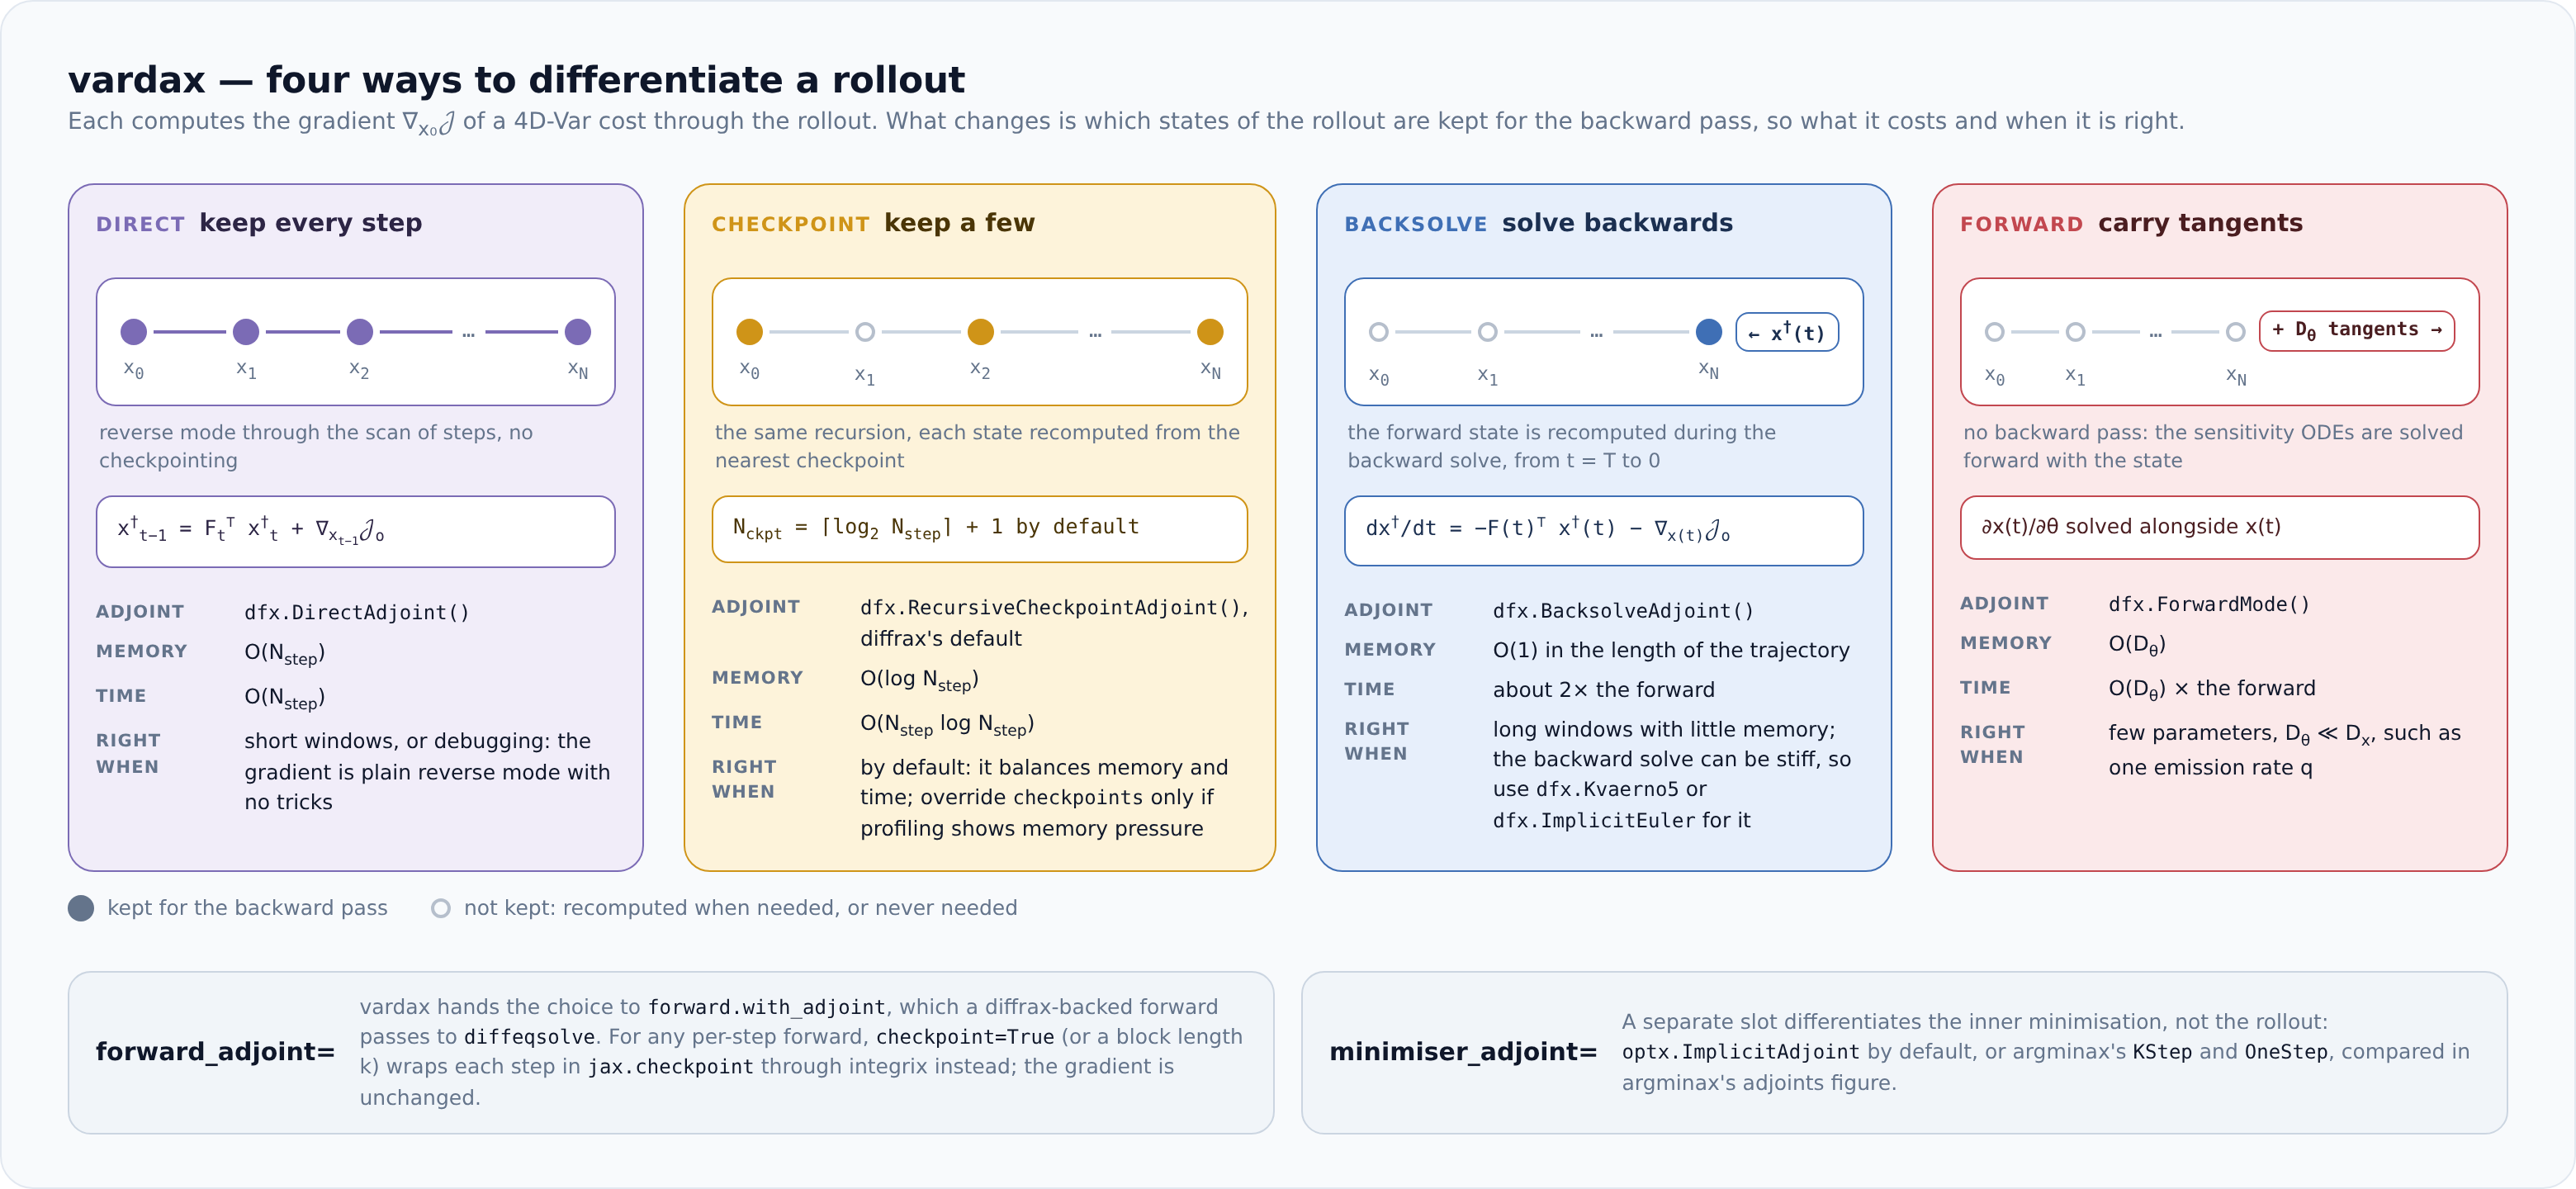 vardax — four ways to differentiate a rollout
Each computes the gradient ∇x₀𝒥 of a 4D-Var cost through the rollout. What changes is which states of the rollout are kept for the backward pass, so what it costs and when it is right.
DIRECT keep every step
x0 x1 x2 … xN
reverse mode through the scan of steps, no
checkpointing
x†t−1 = Ftᵀ x†t + ∇xt−1𝒥o
ADJOINT dfx.DirectAdjoint()
MEMORY O(Nstep)
TIME O(Nstep)
RIGHT WHEN short windows, or debugging: the
gradient is plain reverse mode with
no tricks
CHECKPOINT keep a few
x0 x1 x2 … xN
the same recursion, each state recomputed from the
nearest checkpoint
Nckpt = ⌈log2 Nstep⌉ + 1 by default
ADJOINT dfx.RecursiveCheckpointAdjoint(),
diffrax's default
MEMORY O(log Nstep)
TIME O(Nstep log Nstep)
RIGHT WHEN by default: it balances memory and
time; override checkpoints only if
profiling shows memory pressure
BACKSOLVE solve backwards
x0 x1 … xN ← x†(t)
the forward state is recomputed during the
backward solve, from t = T to 0
dx†/dt = −F(t)ᵀ x†(t) − ∇x(t)𝒥o
ADJOINT dfx.BacksolveAdjoint()
MEMORY O(1) in the length of the trajectory
TIME about 2× the forward
RIGHT WHEN long windows with little memory;
the backward solve can be stiff, so
use dfx.Kvaerno5 or
dfx.ImplicitEuler for it
FORWARD carry tangents
x0 x1 … xN + Dθ tangents →
no backward pass: the sensitivity ODEs are solved
forward with the state
∂x(t)/∂θ solved alongside x(t)
ADJOINT dfx.ForwardMode()
MEMORY O(Dθ)
TIME O(Dθ) × the forward
RIGHT WHEN few parameters, Dθ ≪ Dx, such as
one emission rate q
kept for the backward pass
not kept: recomputed when needed, or never needed
forward_adjoint=
vardax hands the choice to forward.with_adjoint, which a diffrax-backed forward
passes to diffeqsolve. For any per-step forward, checkpoint=True (or a block length
k) wraps each step in jax.checkpoint through integrix instead; the gradient is
unchanged.
minimiser_adjoint=
A separate slot differentiates the inner minimisation, not the rollout:
optx.ImplicitAdjoint by default, or argminax's KStep and OneStep, compared in
argminax's adjoints figure.